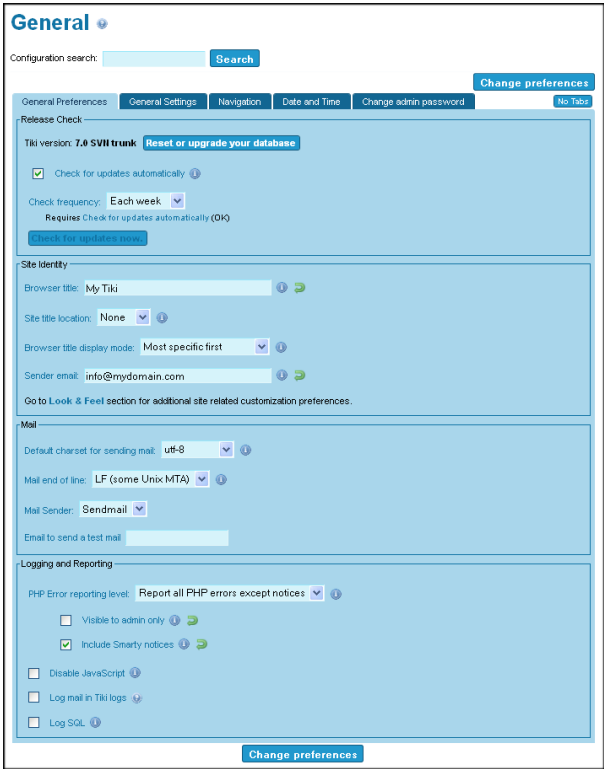 General
Configuration search: Search
Change preferences
General Preferences General Settings Navigation Date and Time Change admin password No Tabs
Release Check
Tiki version: 7.0 SVN trunk Reset or upgrade your database
Check for updates automatically
Check frequency: Each week
Requires Check for updates automatically (OK)
Check for updates now.
Site Identity
Browser title: My Tiki
Site title location: None
Browser title display mode: Most specific first
Sender email: info@mydomain.com
Go to Look & Feel section for additional site related customization preferences.
Mail
Default charset for sending mail: utf-8
Mail end of line: LF (some Unix MTA)
Mail Sender: Sendmail
Email to send a test mail
Logging and Reporting
PHP Error reporting level: Report all PHP errors except notices
Visible to admin only
Include Smarty notices
Disable JavaScript
Log mail in Tiki logs
Log SQL
Change preferences